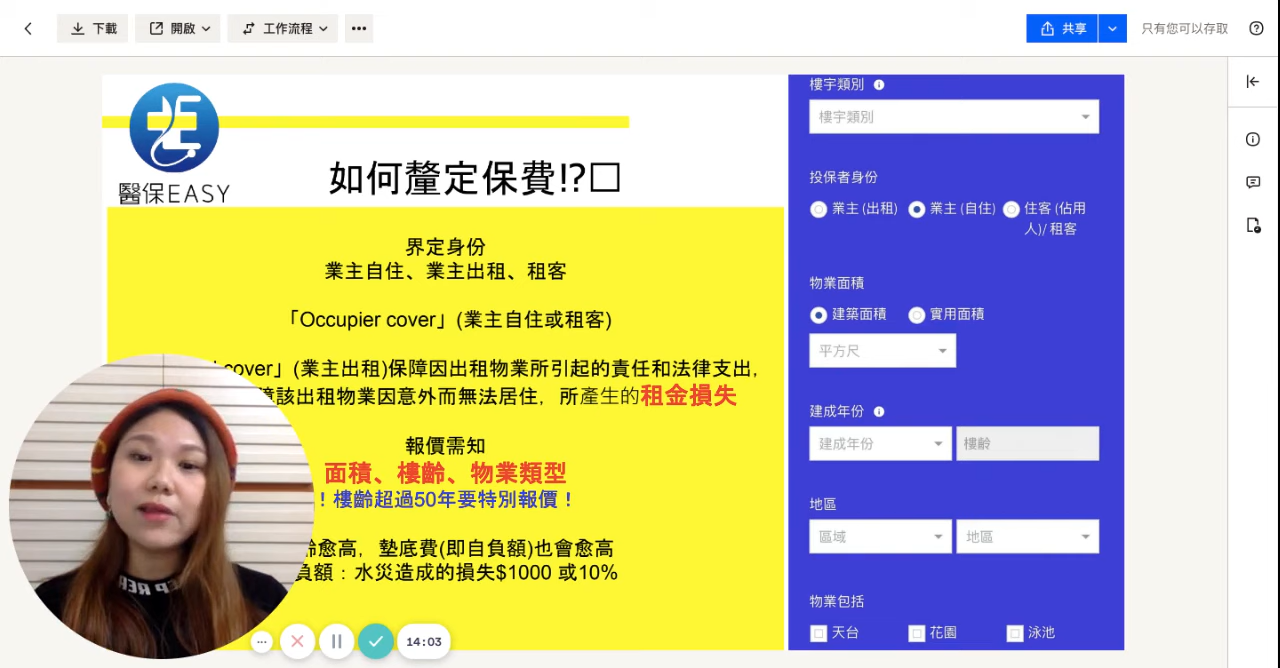 下載
開啟
工作流程
共享
只有您可以存取
醫保EASY
如何釐定保費!?
界定身份
業主自住、業主出租、租客
「Occupier cover」(業主自住或租客)
cover」(業主出租)保障因出租物業所引起的責任和法律支出,
該出租物業因意外而無法居住, 所產生的租金損失
報價需知
面積、樓齡、物業類型
！樓齡超過50年要特別報價！
齡愈高, 墊底費(即自負額)也會愈高
負額：水災造成的損失$1000 或10%
樓宇類別
樓宇類別
投保者身份
業主 (出租)
業主 (自住)
住客 (佔用
人)/ 租客
物業面積
建築面積
實用面積
平方尺
建成年份
建成年份
樓齡
地區
區域
地區
物業包括
天台
花園
泳池
14:03